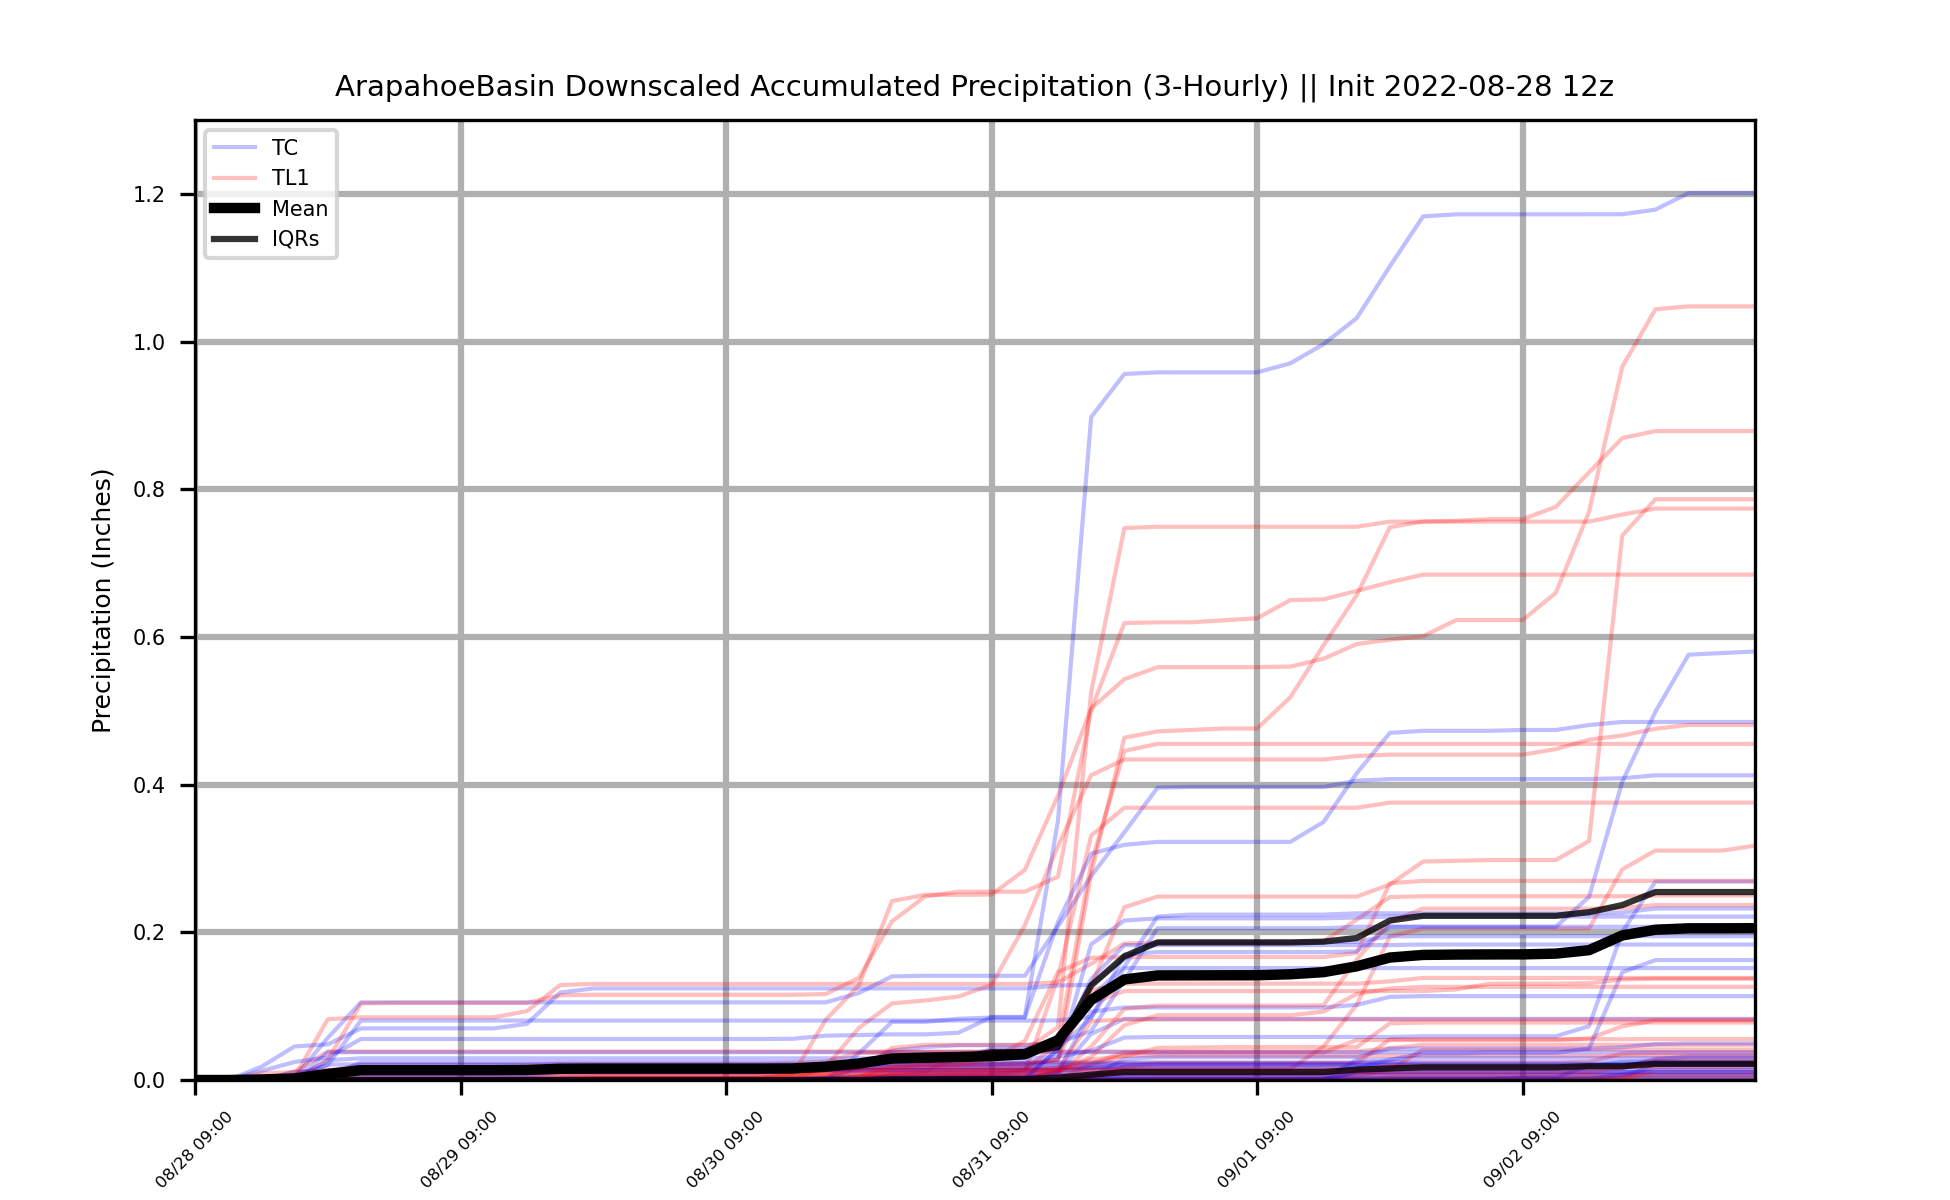 ArapahoeBasin Downscaled Accumulated Precipitation (3-Hourly) || Init 2022-08-28 12z
TC
TL1
Mean
IQRs
Precipitation (Inches)
1.2
1.0
0.8
0.6
0.4
0.2
0.0
08/28 09:00
08/29 09:00
08/30 09:00
08/31 09:00
09/01 09:00
09/02 09:00